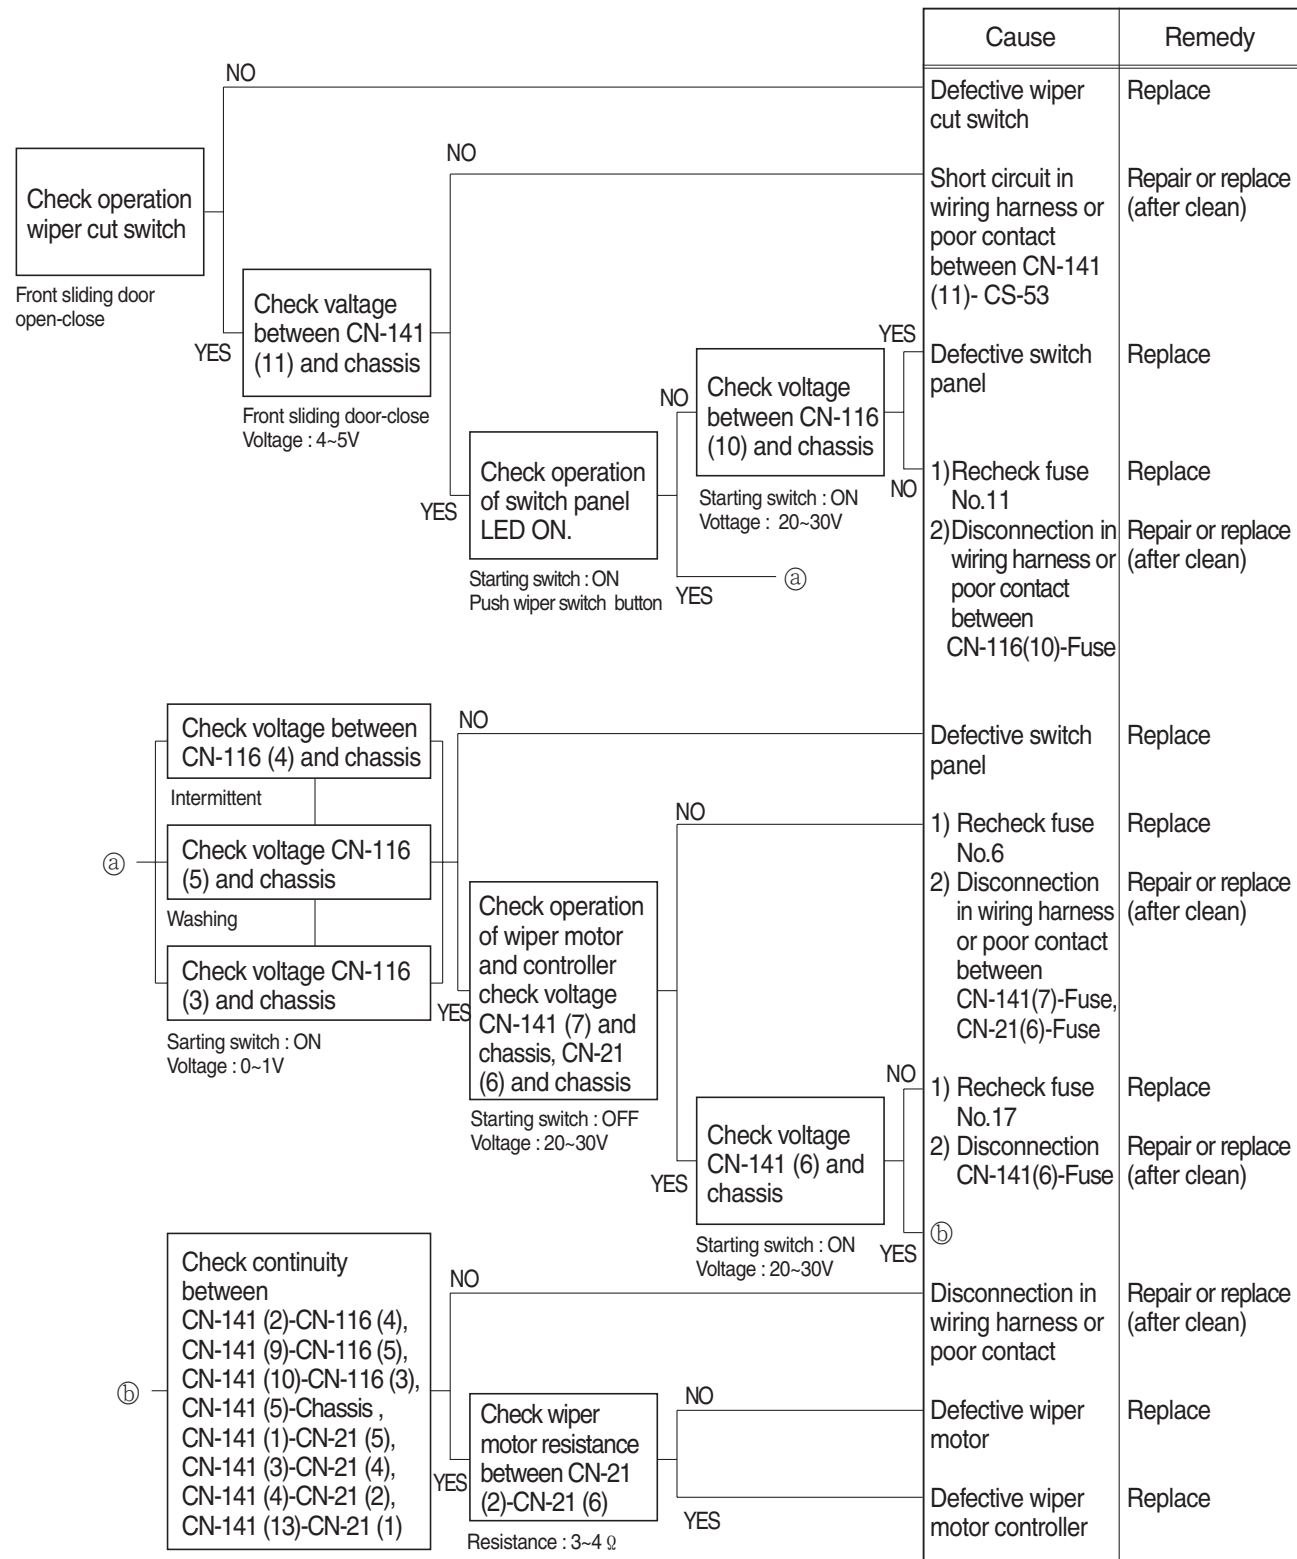 Cause
Remedy
NO
Defective wiper
cut switch
Replace
Check operation
wiper cut switch
Front sliding door
open-close
NO
Short circuit in
wiring harness or
poor contact
between CN-141
(11)- CS-53
Repair or replace
(after clean)
YES
Check valtage
between CN-141
(11) and chassis
Front sliding door-close
Voltage : 4~5V
YES
Check operation
of switch panel
LED ON.
Starting switch : ON
Push wiper switch button
NO
Check voltage
between CN-116
(10) and chassis
Starting switch : ON
Vottage : 20~30V
YES
Defective switch
panel
Replace
NO
1)Recheck fuse
No.11
Replace
2)Disconnection in
wiring harness or
poor contact
between
CN-116(10)-Fuse
Repair or replace
(after clean)
YES
ⓐ
ⓐ
Check voltage between
CN-116 (4) and chassis
Intermittent
Check voltage CN-116
(5) and chassis
Washing
Check voltage CN-116
(3) and chassis
Sarting switch : ON
Voltage : 0~1V
NO
Defective switch
panel
Replace
YES
Check operation
of wiper motor
and controller
check voltage
CN-141 (7) and
chassis, CN-21
(6) and chassis
Starting switch : OFF
Voltage : 20~30V
NO
1) Recheck fuse
No.6
Replace
2) Disconnection
in wiring harness
or poor contact
between
CN-141(7)-Fuse,
CN-21(6)-Fuse
Repair or replace
(after clean)
YES
Check voltage
CN-141 (6) and
chassis
Starting switch : ON
Voltage : 20~30V
NO
1) Recheck fuse
No.17
Replace
2) Disconnection
CN-141(6)-Fuse
Repair or replace
(after clean)
YES
ⓑ
ⓑ
Check continuity
between
CN-141 (2)-CN-116 (4),
CN-141 (9)-CN-116 (5),
CN-141 (10)-CN-116 (3),
CN-141 (5)-Chassis ,
CN-141 (1)-CN-21 (5),
CN-141 (3)-CN-21 (4),
CN-141 (4)-CN-21 (2),
CN-141 (13)-CN-21 (1)
NO
Disconnection in
wiring harness or
poor contact
Repair or replace
(after clean)
YES
Check wiper
motor resistance
between CN-21
(2)-CN-21 (6)
Resistance : 3~4 Ω
NO
Defective wiper
motor
Replace
YES
Defective wiper
motor controller
Replace